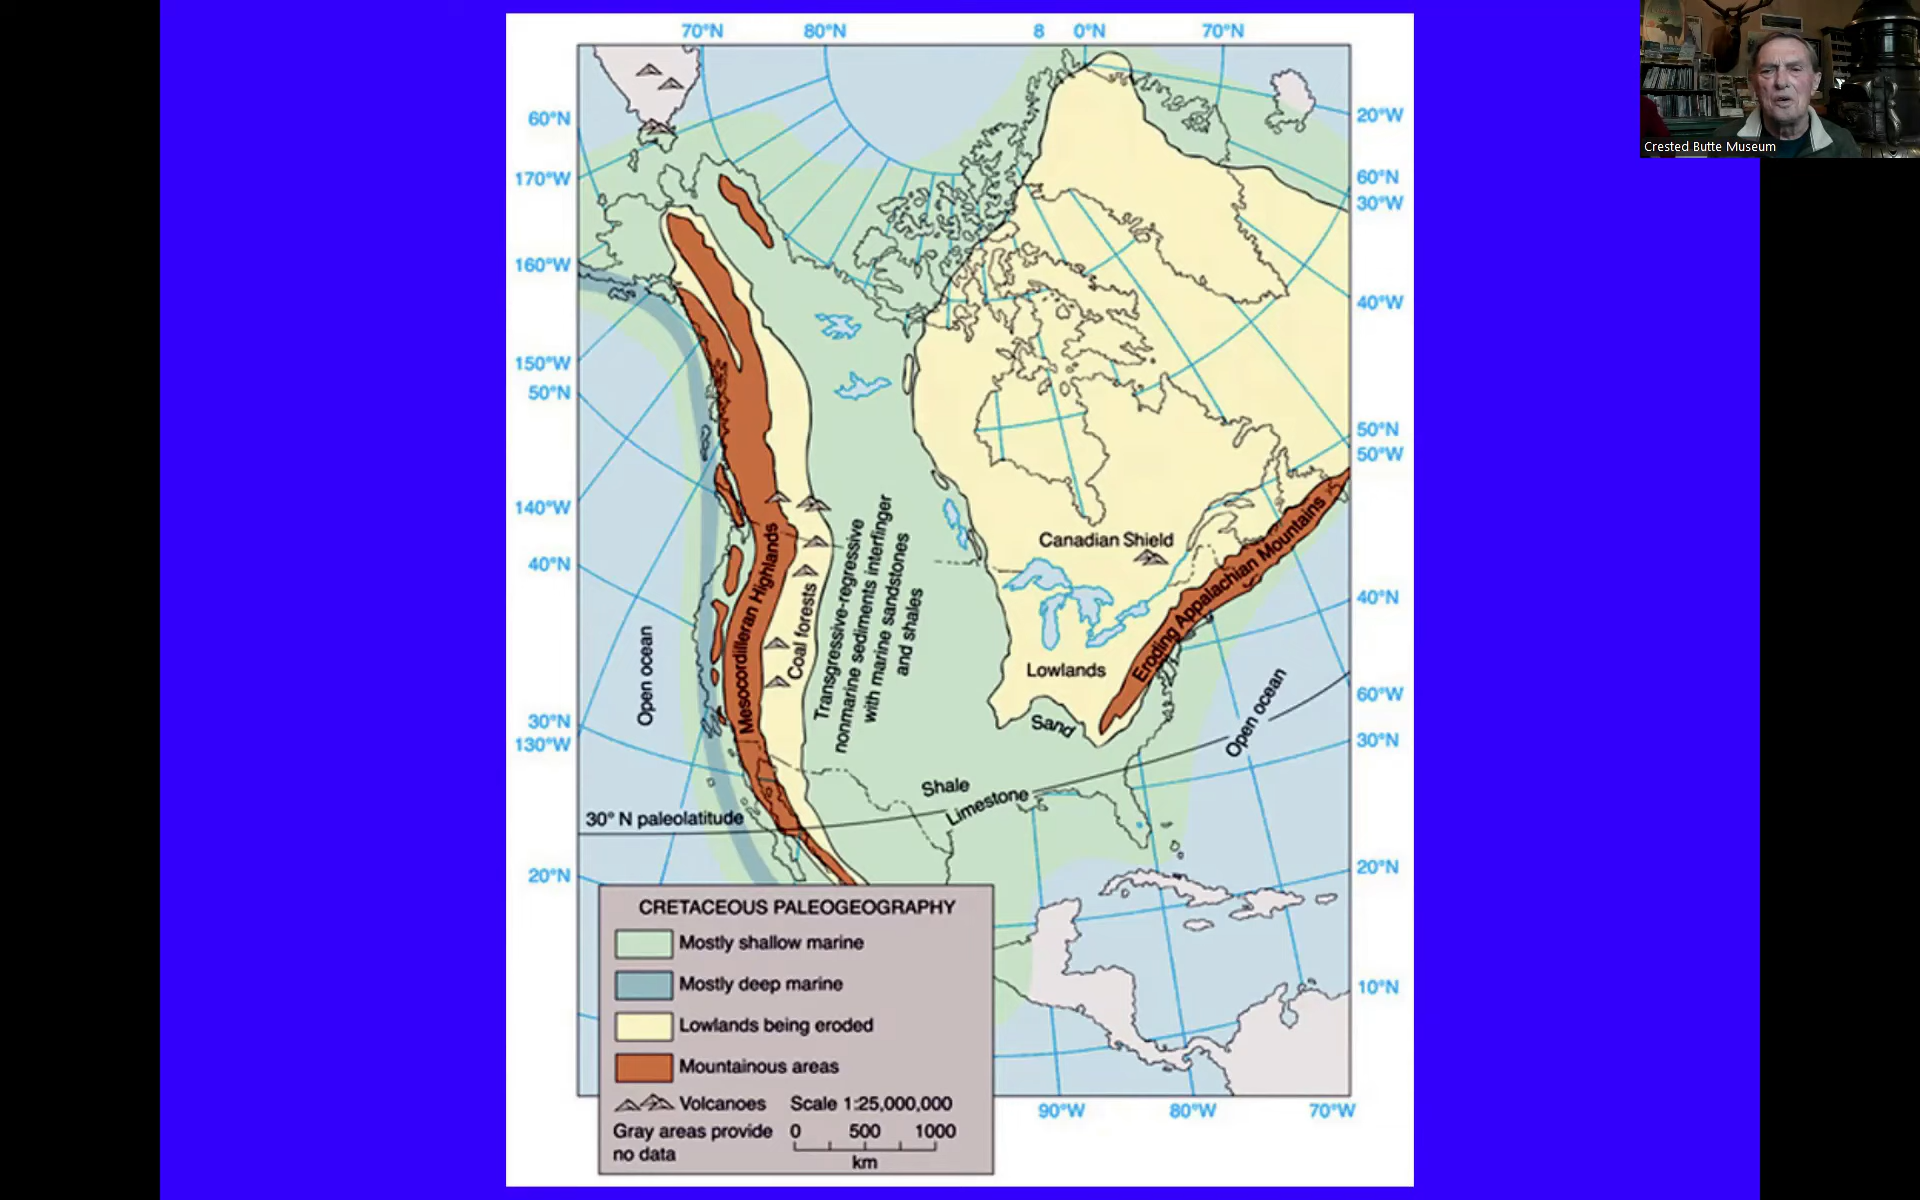 70°N 80°N 8 0°N 70°N
60°N
170°W
160°W
150°W
50°N
140°W
40°N
30°N
130°W
20°N
20°W
60°N
30°W
40°W
50°N
50°W
40°N
60°W
30°N
20°N
10°N
90°W 80°W 70°W
Canadian Shield
Eroding Appalachian Mountains
Mesocordilleran Highlands
Coal forests
Transgressive-regressive
nonmarine sediments interfinger
with marine sandstones
and shales
Open ocean
Lowlands
Sand
Open ocean
Shale
Limestone
30° N paleolatitude
CRETACEOUS PALEOGEOGRAPHY
Mostly shallow marine
Mostly deep marine
Lowlands being eroded
Mountainous areas
Volcanoes Scale 1:25,000,000
Gray areas provide
no data
0 500 1000
km
Crested Butte Museum